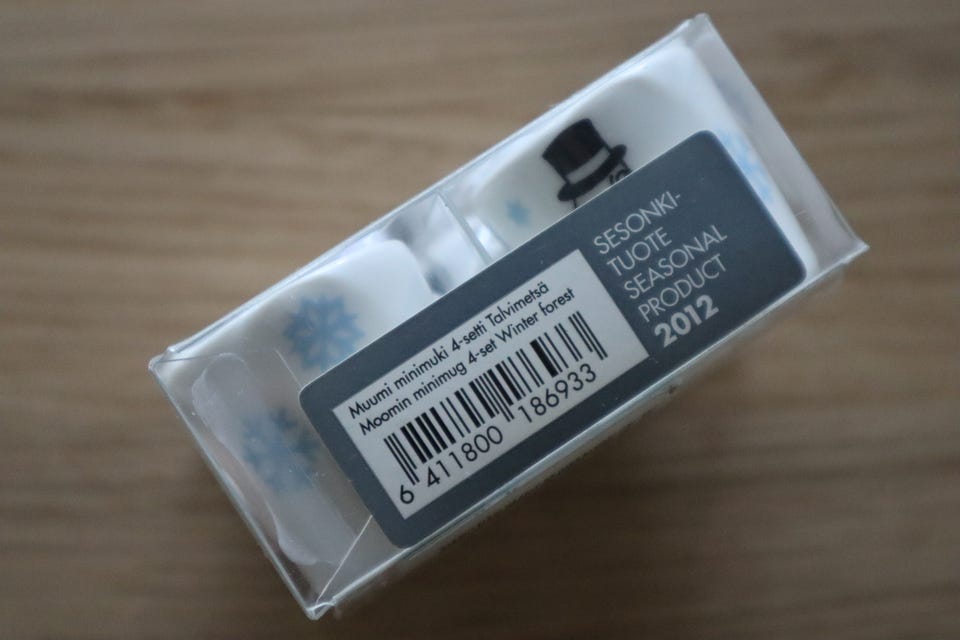 SESONKI-
TUOTE
SEASONAL
PRODUCT
2012
Muumi minimuki 4-setti Talvimetsä
Moomin minimug 4-set Winter forest
6 411800 186933